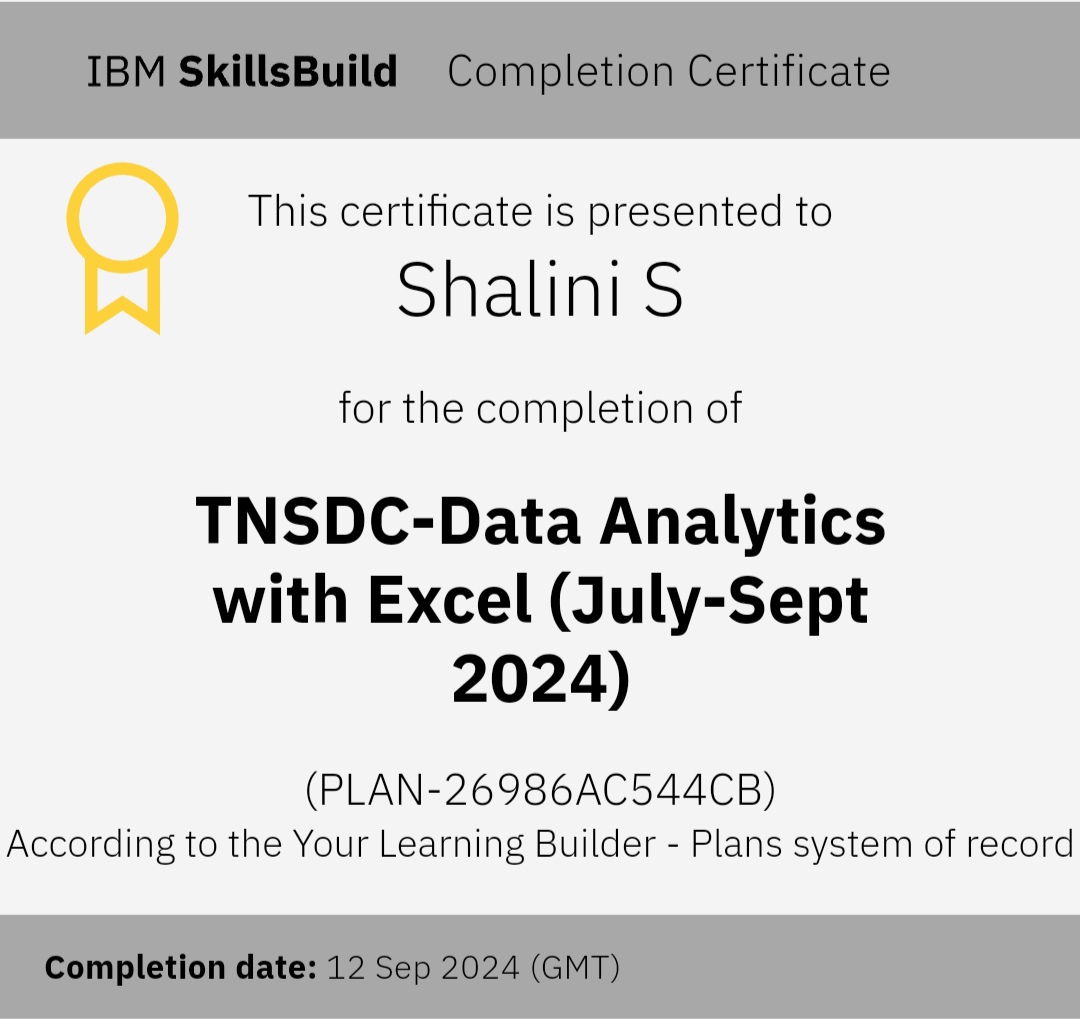 IBM SkillsBuild Completion Certificate
This certificate is presented to
Shalini S
for the completion of
TNSDC-Data Analytics
with Excel (July-Sept
2024)
(PLAN-26986AC544CB)
According to the Your Learning Builder - Plans system of record
Completion date: 12 Sep 2024 (GMT)